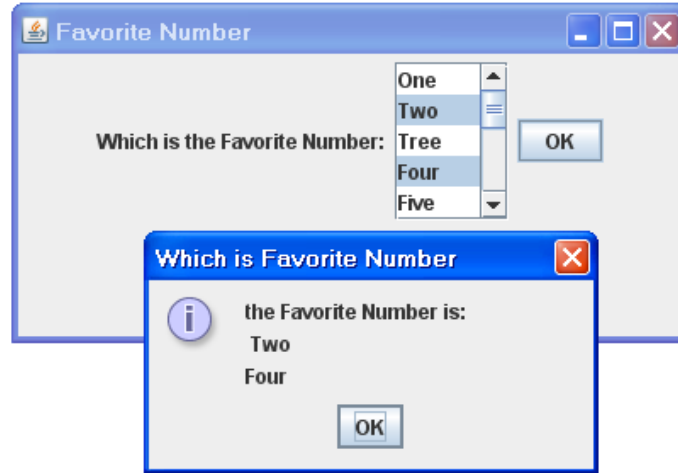 Favorite Number
One
Two
Which is the Favorite Number: Tree OK
Four
Five
Which is Favorite Number
the Favorite Number is:
Two
Four
OK